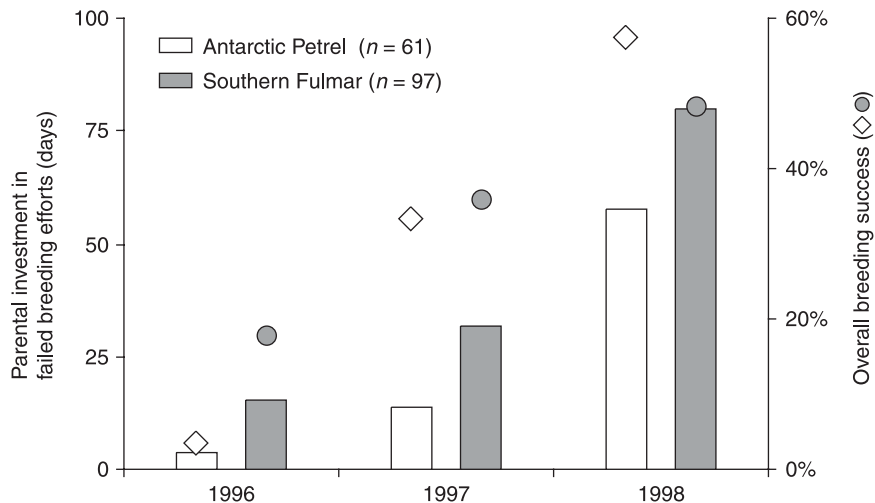 Parental investment in
failed breeding efforts (days)
100
75
50
25
0
Antarctic Petrel (n = 61)
Southern Fulmar (n = 97)
1996
1997
1998
60%
40%
20%
0%
Overall breeding success (◇ ●)